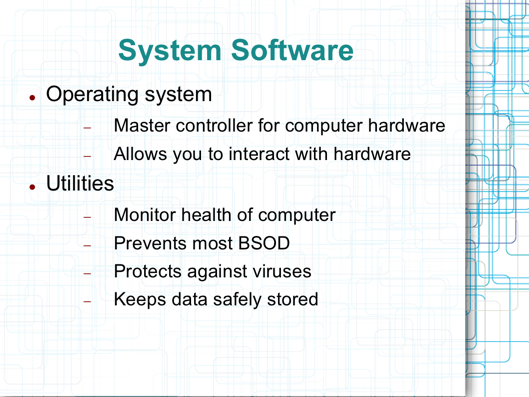 System Software
● Operating system
– Master controller for computer hardware
– Allows you to interact with hardware
● Utilities
– Monitor health of computer
– Prevents most BSOD
– Protects against viruses
– Keeps data safely stored